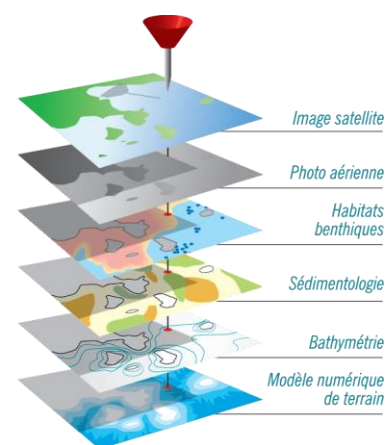 Image satellite
Photo aérienne
Habitats
benthiques
Sédimentologie
Bathymétrie
Modèle numérique
de terrain